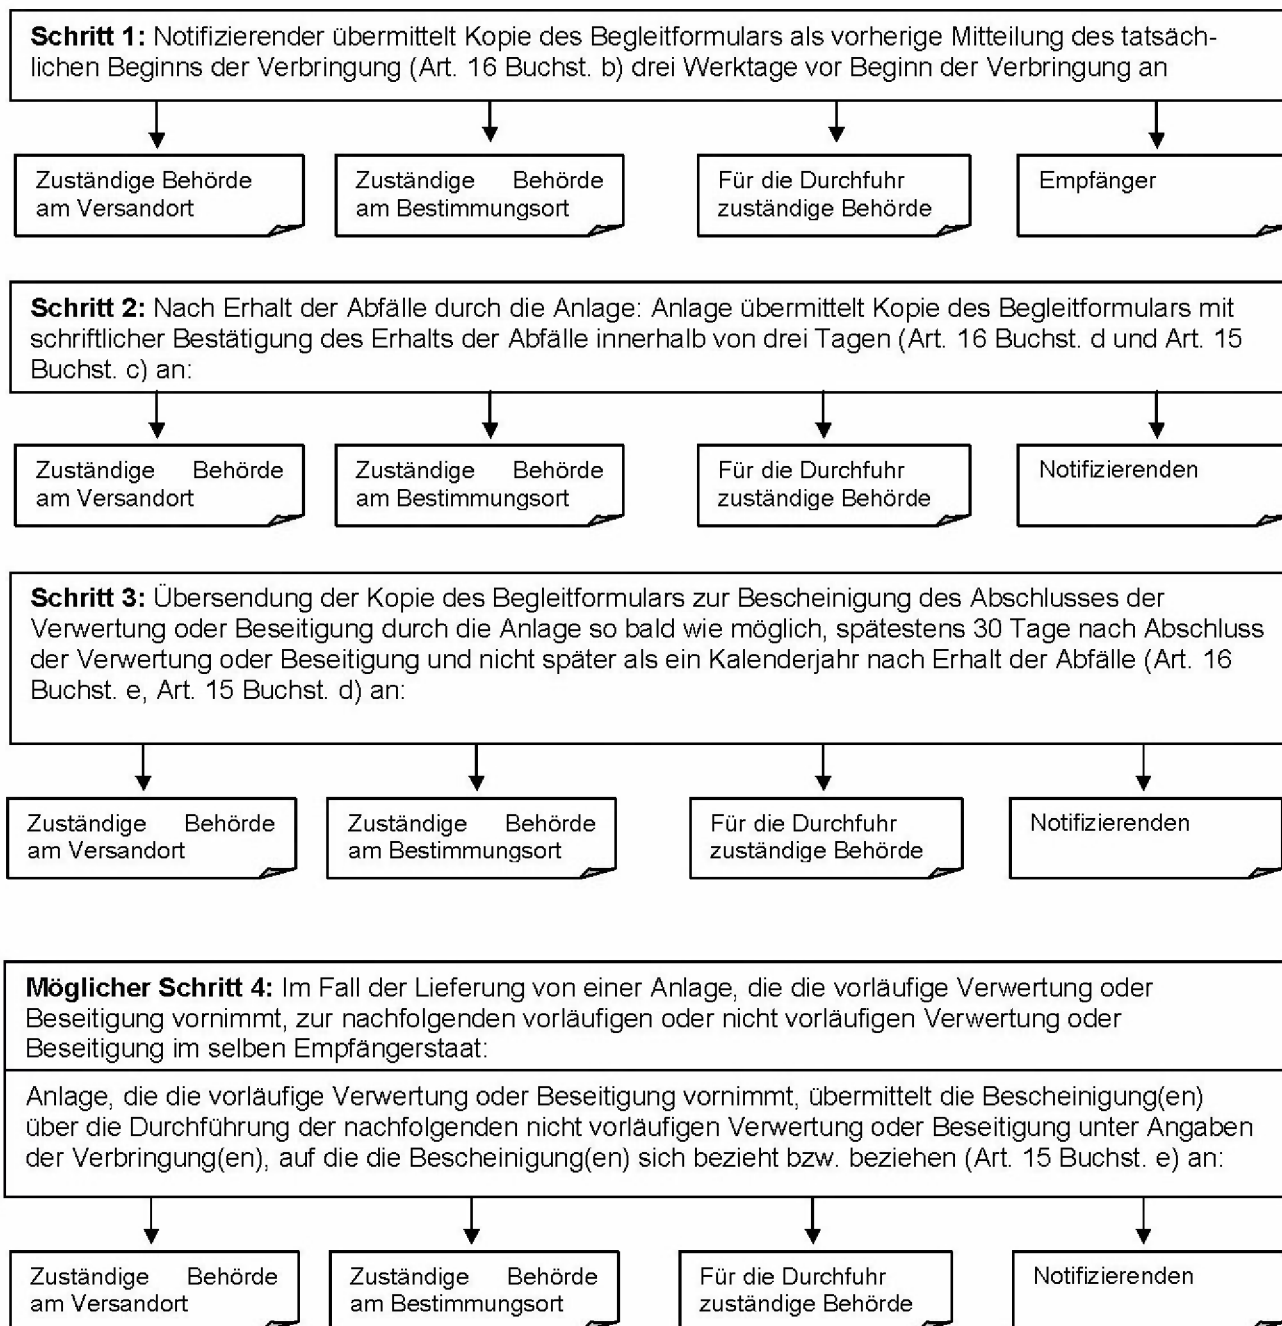 Schritt 1: Notifizierender übermittelt Kopie des Begleitformulars als vorherige Mitteilung des tatsäch-
lichen Beginns der Verbringung (Art. 16 Buchst. b) drei Werktage vor Beginn der Verbringung an
Zuständige Behörde
am Versandort
Zuständige Behörde
am Bestimmungsort
Für die Durchfuhr
zuständige Behörde
Empfänger
Schritt 2: Nach Erhalt der Abfälle durch die Anlage: Anlage übermittelt Kopie des Begleitformulars mit
schriftlicher Bestätigung des Erhalts der Abfälle innerhalb von drei Tagen (Art. 16 Buchst. d und Art. 15
Buchst. c) an:
Zuständige Behörde
am Versandort
Zuständige Behörde
am Bestimmungsort
Für die Durchfuhr
zuständige Behörde
Notifizierenden
Schritt 3: Übersendung der Kopie des Begleitformulars zur Bescheinigung des Abschlusses der
Verwertung oder Beseitigung durch die Anlage so bald wie möglich, spätestens 30 Tage nach Abschluss
der Verwertung oder Beseitigung und nicht später als ein Kalenderjahr nach Erhalt der Abfälle (Art. 16
Buchst. e, Art. 15 Buchst. d) an:
Zuständige Behörde
am Versandort
Zuständige Behörde
am Bestimmungsort
Für die Durchfuhr
zuständige Behörde
Notifizierenden
Möglicher Schritt 4: Im Fall der Lieferung von einer Anlage, die die vorläufige Verwertung oder
Beseitigung vornimmt, zur nachfolgenden vorläufigen oder nicht vorläufigen Verwertung oder
Beseitigung im selben Empfängerstaat:
Anlage, die die vorläufige Verwertung oder Beseitigung vornimmt, übermittelt die Bescheinigung(en)
über die Durchführung der nachfolgenden nicht vorläufigen Verwertung oder Beseitigung unter Angaben
der Verbringung(en), auf die die Bescheinigung(en) sich bezieht bzw. beziehen (Art. 15 Buchst. e) an:
Zuständige Behörde
am Versandort
Zuständige Behörde
am Bestimmungsort
Für die Durchfuhr
zuständige Behörde
Notifizierenden